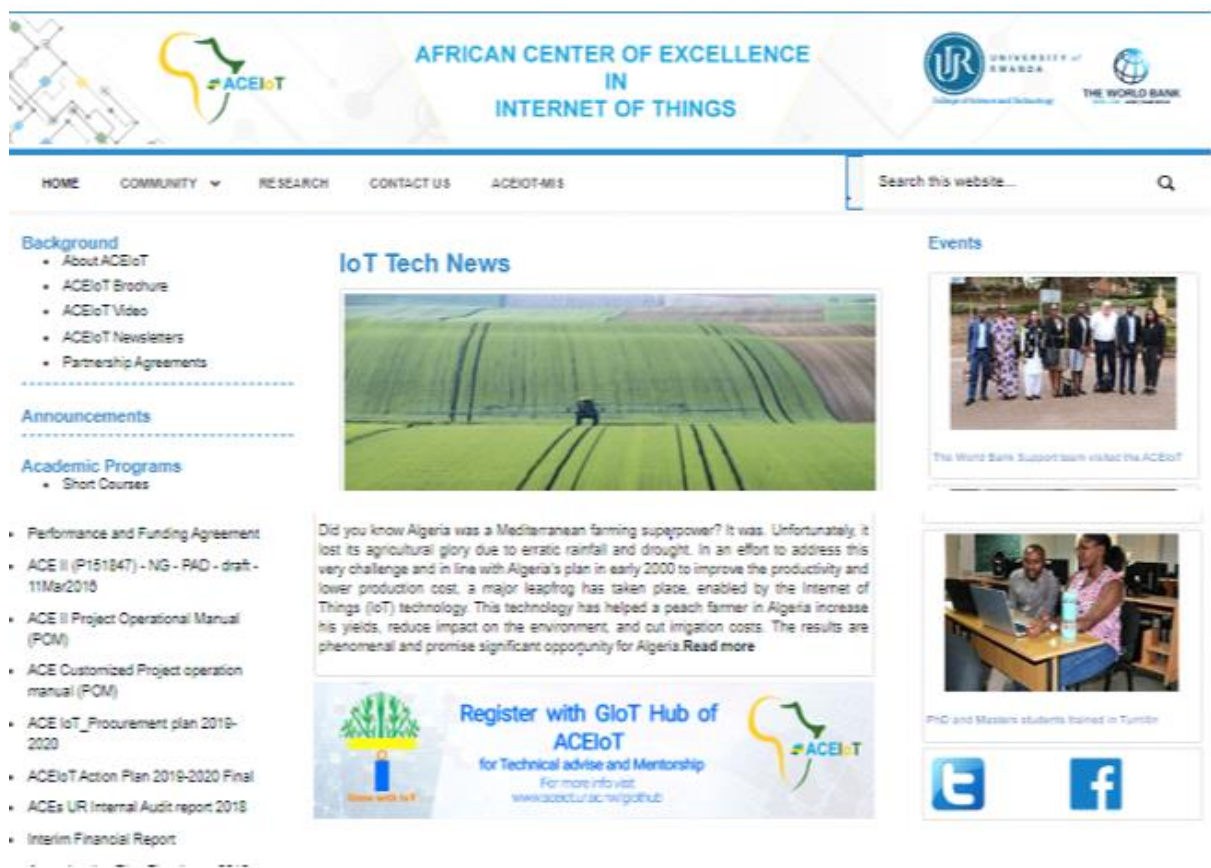 ACEIoT
AFRICAN CENTER OF EXCELLENCE
IN
INTERNET OF THINGS
UR
UNIVERSITY of
RWANDA
College of Science and Technology
THE WORLD BANK
HOME
COMMUNITY
RESEARCH
CONTACT US
ACEIOT-MIS
Search this website...
Background
• About ACEIoT
• ACEIoT Brochure
• ACEIoT Video
• ACEIoT Newsletters
• Partnership Agreements
Announcements
Academic Programs
• Short Courses
• Performance and Funding Agreement
• ACE II (P151847) - NG - PAD - draft -
11Mar2016
• ACE II Project Operational Manual
(POM)
• ACE Customized Project operation
manual (POM)
• ACE IoT_Procurement plan 2019-
2020
• ACEIoT Action Plan 2019-2020 Final
• ACEs UR Internal Audit report 2018
• Interim Financial Report
IoT Tech News
Did you know Algeria was a Mediterranean farming superpower? It was. Unfortunately, it
lost its agricultural glory due to erratic rainfall and drought. In an effort to address this
very challenge and in line with Algeria's plan in early 2000 to improve the productivity and
lower production cost, a major leapfrog has taken place, enabled by the Internet of
Things (IoT) technology. This technology has helped a peach farmer in Algeria increase
his yields, reduce impact on the environment, and cut irrigation costs. The results are
phenomenal and promise significant opportunity for Algeria.Read more
Grow with IoT
Register with GIoT Hub of
ACEIoT
for Technical advise and Mentorship
For more info visit
ACEIoT
Events
The World Bank Support team visited the ACEIoT
PhD and Masters students trained in Turnitin